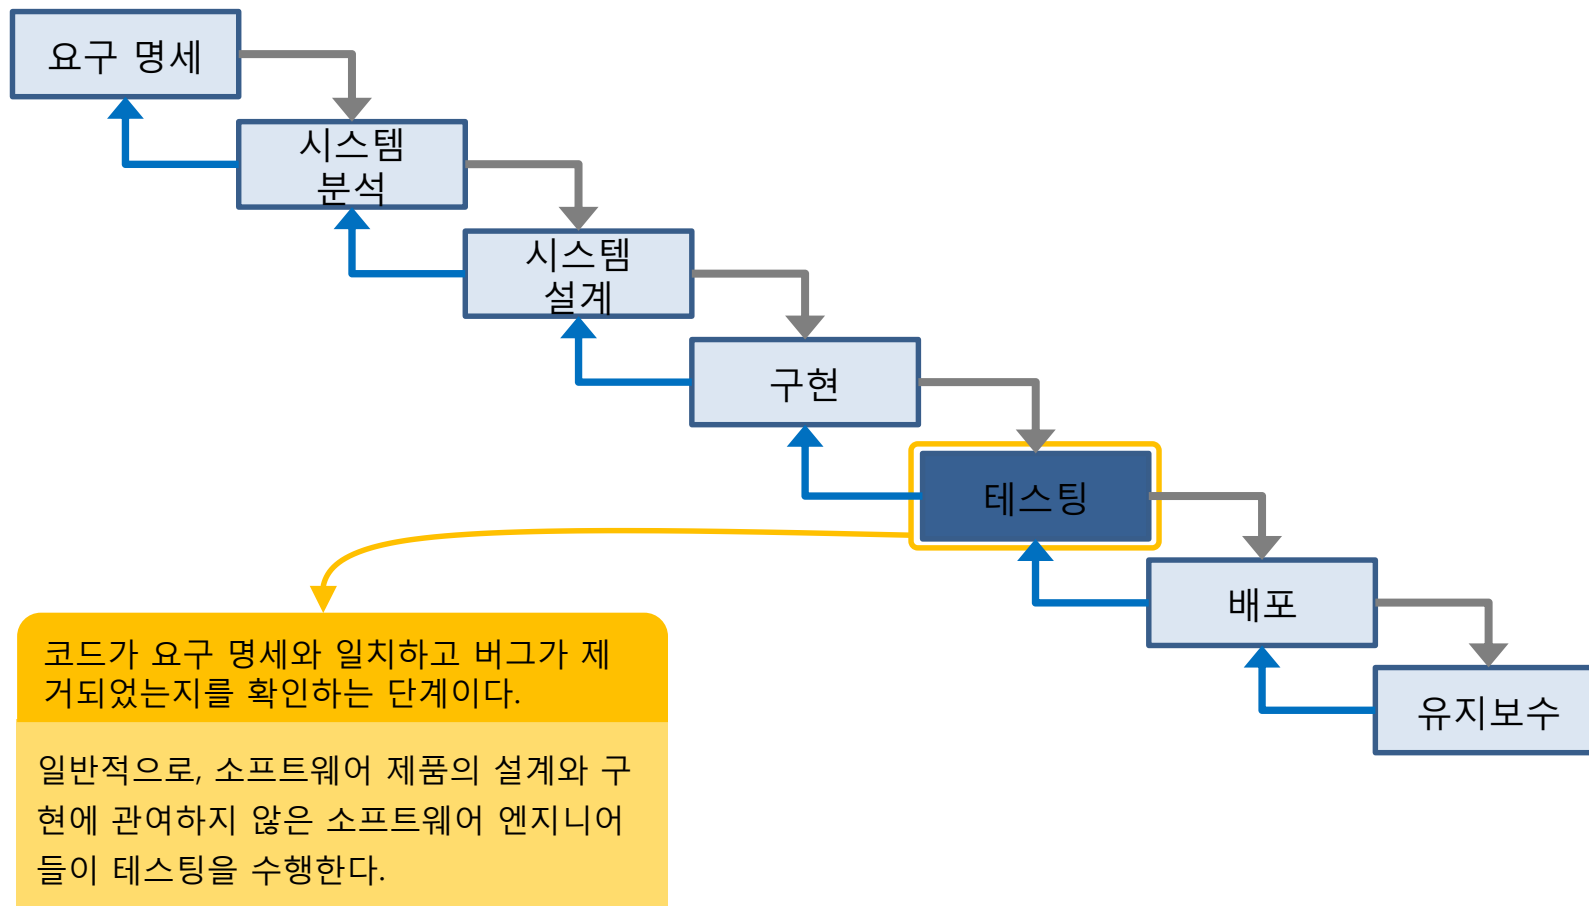 요구 명세
시스템
분석
시스템
설계
구현
테스팅
배포
유지보수
코드가 요구 명세와 일치하고 버그가 제
거되었는지를 확인하는 단계이다.
일반적으로, 소프트웨어 제품의 설계와 구
현에 관여하지 않은 소프트웨어 엔지니어
들이 테스팅을 수행한다.